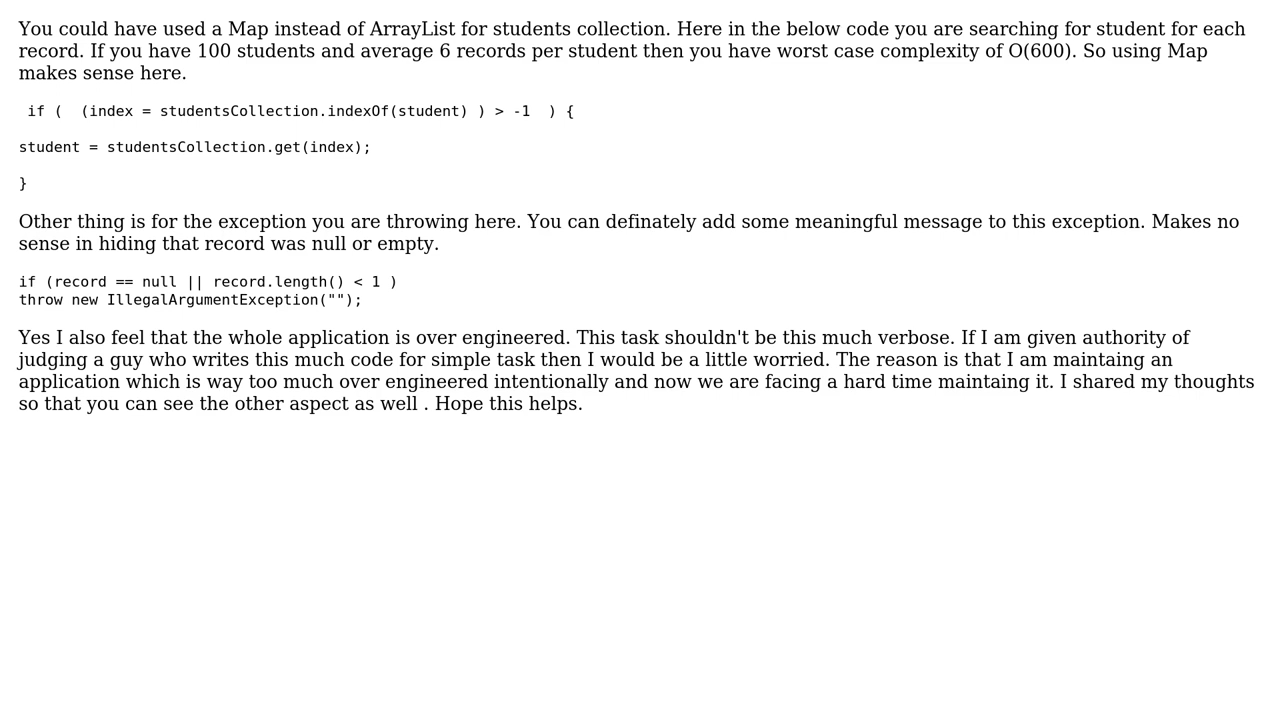 You could have used a Map instead of ArrayList for students collection. Here in the below code you are searching for student for each
record. If you have 100 students and average 6 records per student then you have worst case complexity of O(600). So using Map
makes sense here.
if (  (index = studentsCollection.indexOf(student) ) > -1  ) {
student = studentsCollection.get(index);
}
Other thing is for the exception you are throwing here. You can definately add some meaningful message to this exception. Makes no
sense in hiding that record was null or empty.
if (record == null || record.length() < 1 )
throw new IllegalArgumentException("");
Yes I also feel that the whole application is over engineered. This task shouldn't be this much verbose. If I am given authority of
judging a guy who writes this much code for simple task then I would be a little worried. The reason is that I am maintaing an
application which is way too much over engineered intentionally and now we are facing a hard time maintaing it. I shared my thoughts
so that you can see the other aspect as well . Hope this helps.